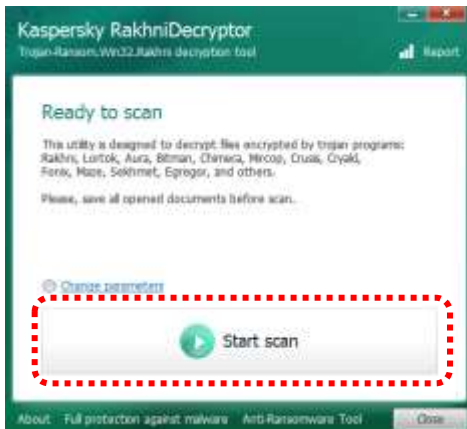 Kaspersky RakhniDecryptor
Trojan-Ransom.Win32.Rakhni decryption tool
Report
Ready to scan
This utility is designed to decrypt files encrypted by trojan programs:
Rakhni, Lortok, Aura, Bitman, Chimera, Mircop, Crusis, Cryakl,
Fonix, Maze, Sekhmet, Egregor, and others.
Please, save all opened documents before scan.
Change parameters
Start scan
About Full protection against malware Anti-Ransomware Tool Close